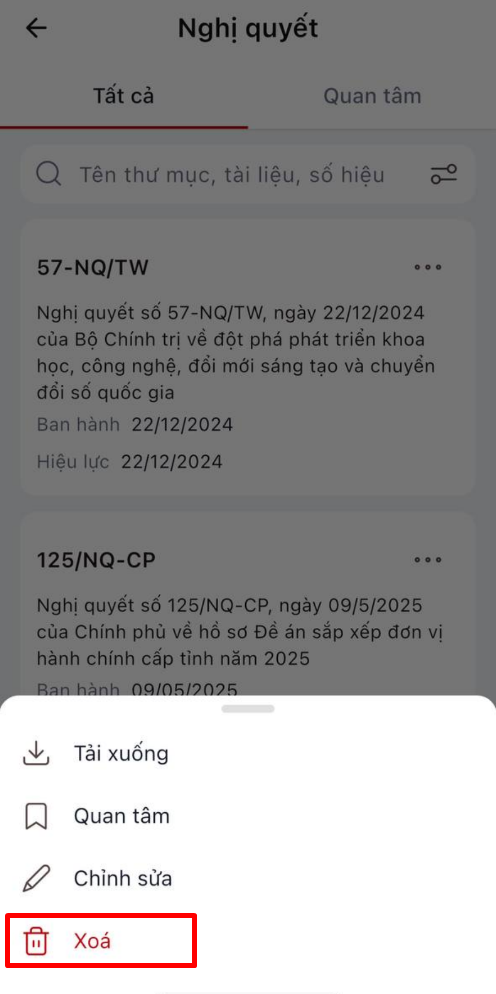 Nghị quyết
Tất cả
Quan tâm
Tên thư mục, tài liệu, số hiệu
57-NQ/TW
Nghị quyết số 57-NQ/TW, ngày 22/12/2024
của Bộ Chính trị về đột phá phát triển khoa
học, công nghệ, đổi mới sáng tạo và chuyển
đổi số quốc gia
Ban hành 22/12/2024
Hiệu lực 22/12/2024
125/NQ-CP
Nghị quyết số 125/NQ-CP, ngày 09/5/2025
của Chính phủ về hồ sơ Đề án sắp xếp đơn vị
hành chính cấp tỉnh năm 2025
Ban hành 09/05/2025
Tải xuống
Quan tâm
Chỉnh sửa
Xoá